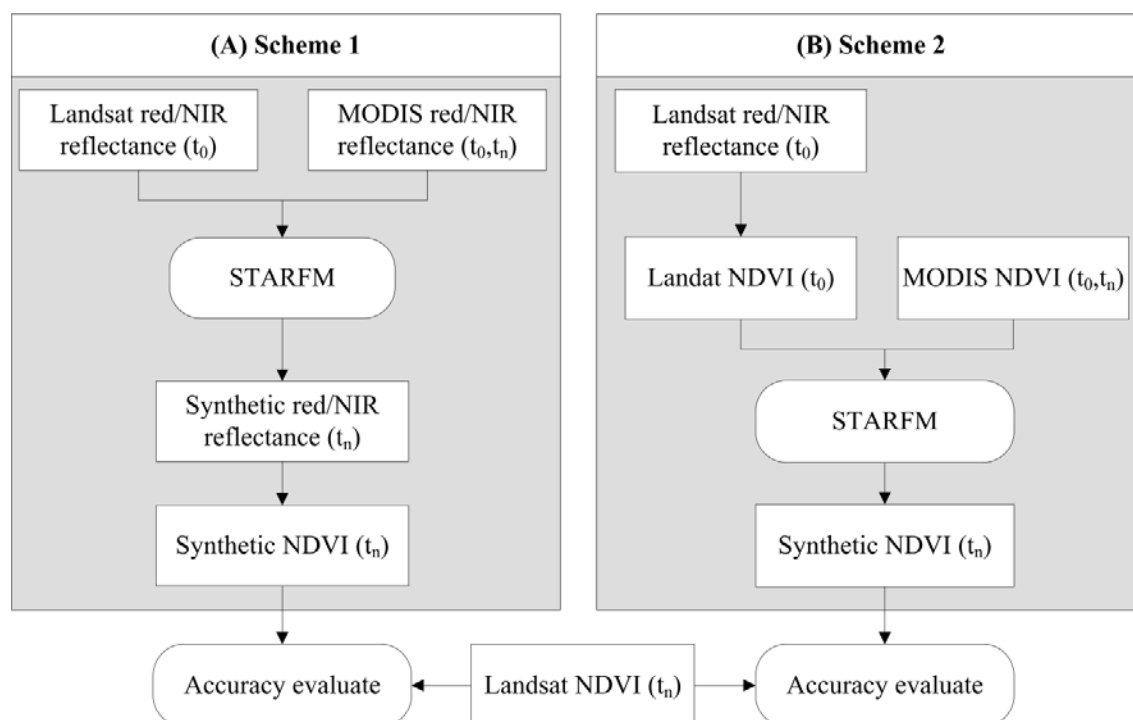 (A) Scheme 1
Landsat red/NIR
reflectance (t₀)
MODIS red/NIR
reflectance (t₀,tₙ)
STARFM
Synthetic red/NIR
reflectance (tₙ)
Synthetic NDVI (tₙ)
Accuracy evaluate
(B) Scheme 2
Landsat red/NIR
reflectance (t₀)
Landat NDVI (t₀)
MODIS NDVI (t₀,tₙ)
STARFM
Synthetic NDVI (tₙ)
Accuracy evaluate
Landsat NDVI (tₙ)